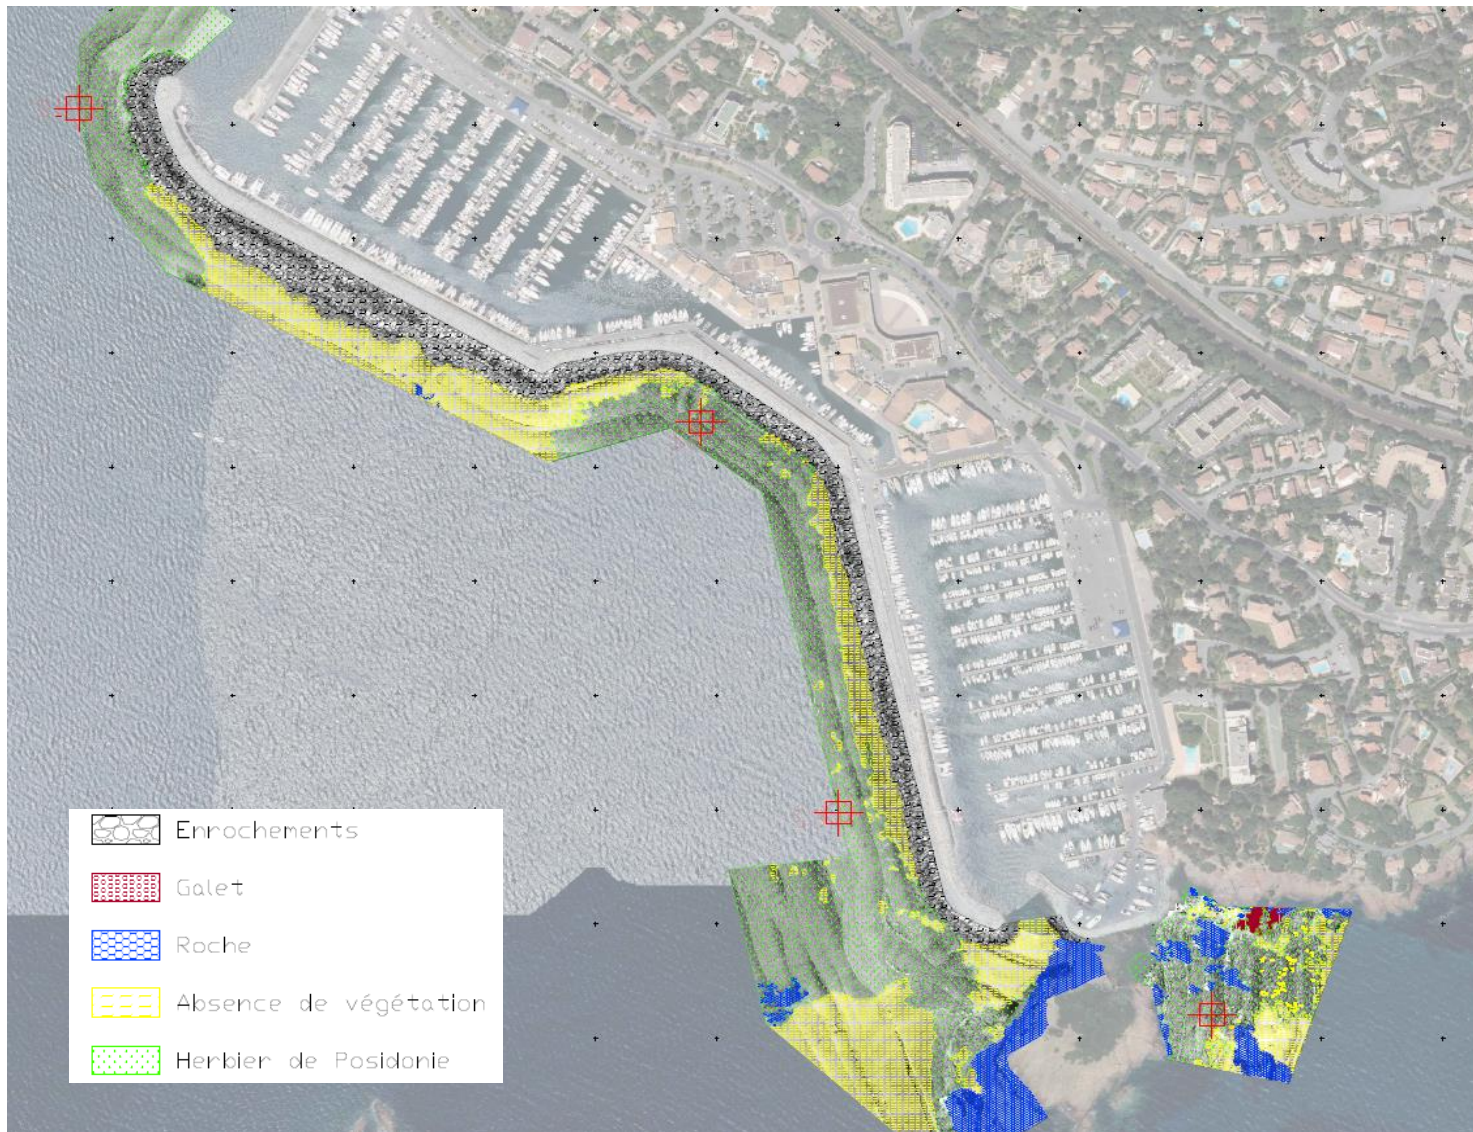 Enrochements
Galet
Roche
Absence de végétation
Herbier de Posidonie